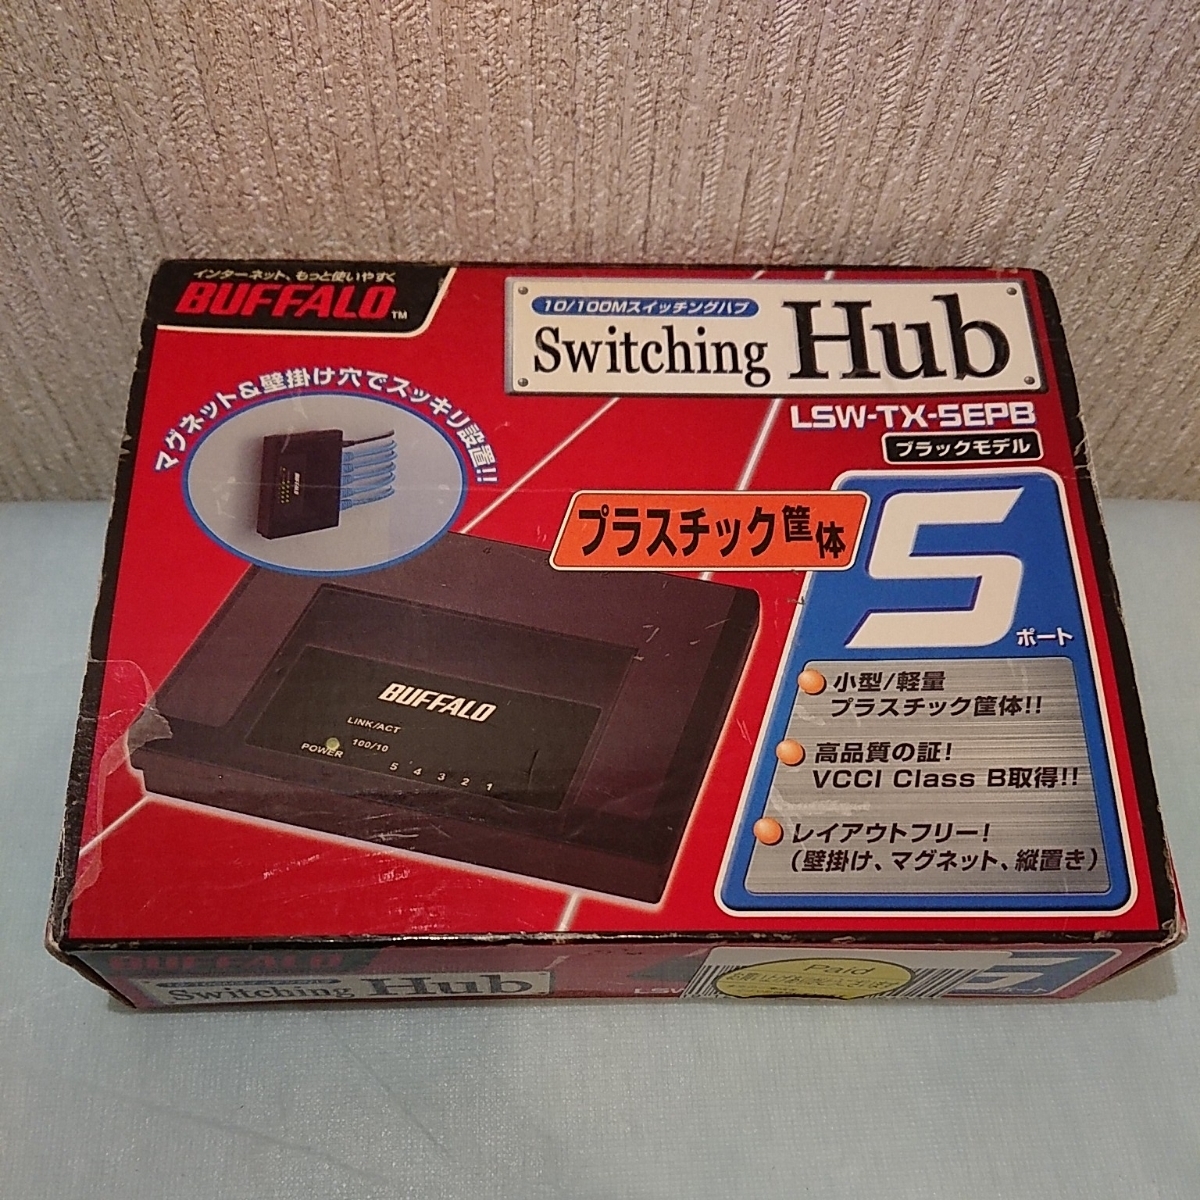 インターネット、もっと使いやすく
BUFFALO™
10/100Mスイッチングハブ
Switching Hub
LSW-TX-5EPB
ブラックモデル
マグネット&壁掛け穴でスッキリ設置!!
BUFFALO
プラスチック筐体
5
ポート
小型/軽量
プラスチック筐体!!
高品質の証!
VCCI Class B取得!!
レイアウトフリー!
(壁掛け、マグネット、縦置き)
BUFFALO
LINK/ACT
100/10
POWER
5 4 3 2 1
BUFFALO
Switching Hub
Paid